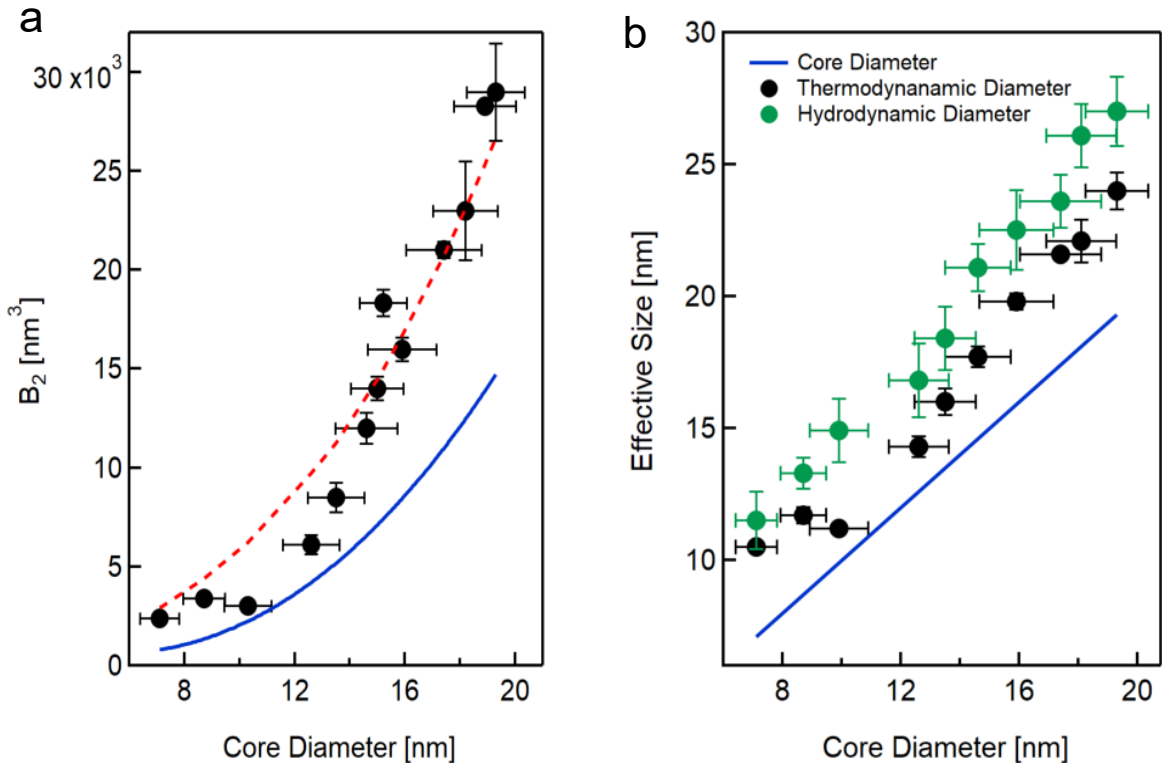 a
30 x10³
25
20
15
10
5
0
B₂ [nm³]
8
12
16
20
Core Diameter [nm]
b
30
25
20
15
10
Effective Size [nm]
Core Diameter
Thermodynanamic Diameter
Hydrodynamic Diameter
8
12
16
20
Core Diameter [nm]